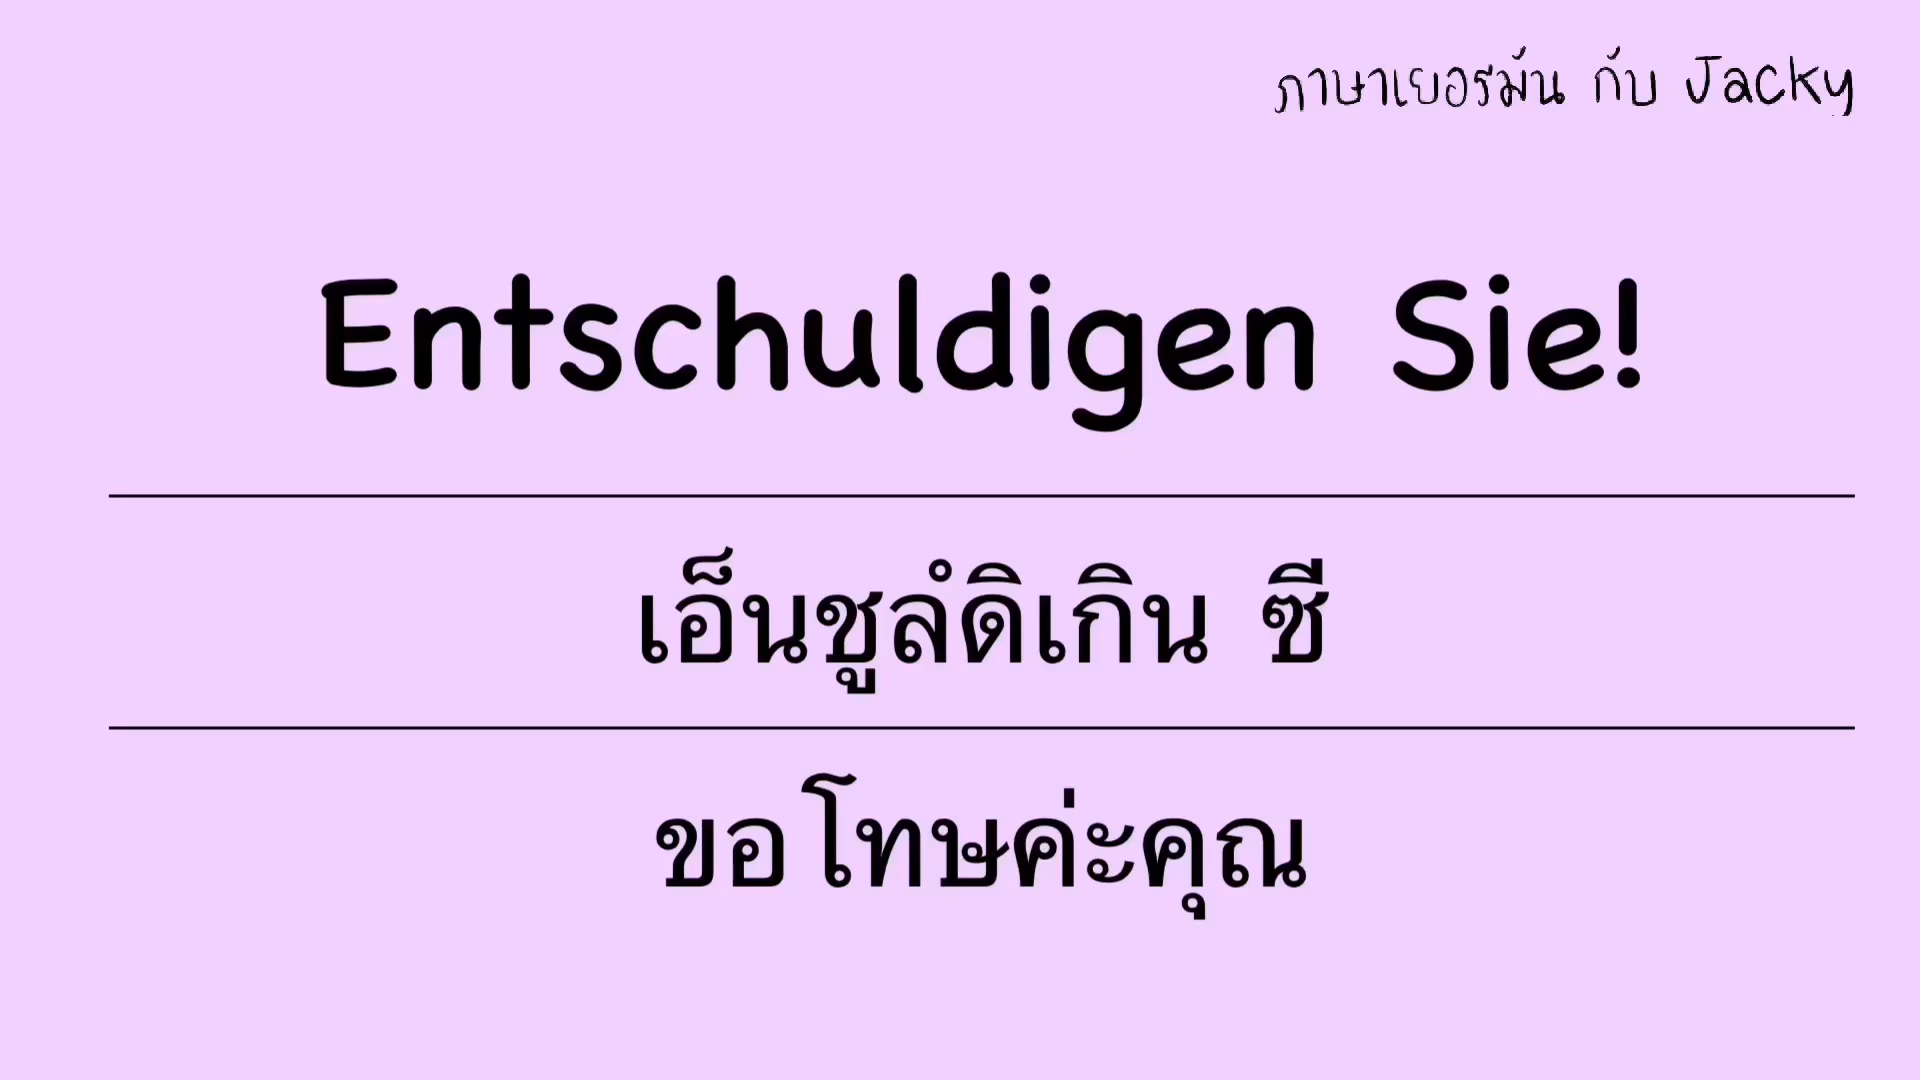 ภาษาเยอรมัน กับ Jacky
Entschuldigen Sie!
เอ็นชูลํดิเกิน ซี
ขอโทษค่ะคุณ